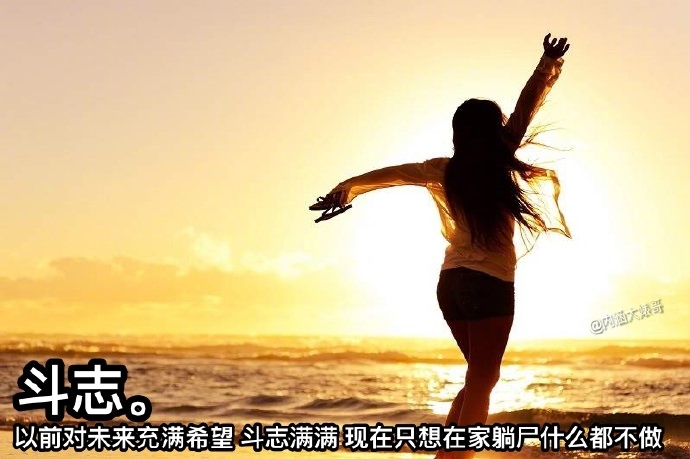 @内涵大婊哥
斗志。
以前对未来充满希望 斗志满满 现在只想在家躺尸什么都不做